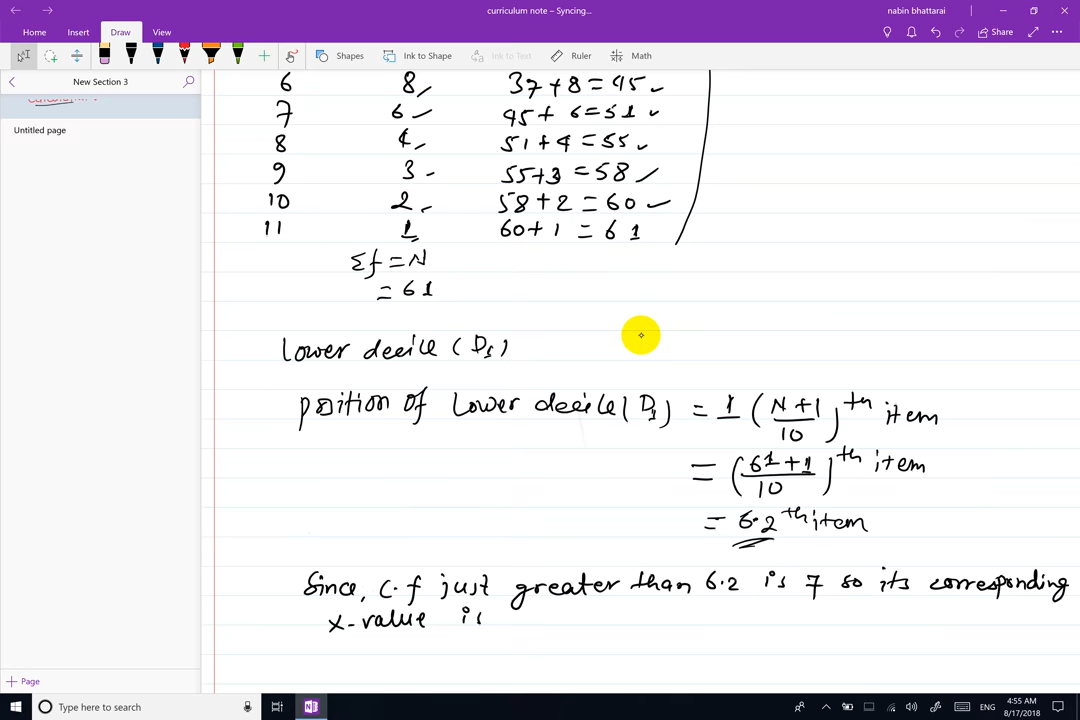 curriculum note – Syncing...
nabin bhattarai
Home Insert Draw View
Share
Shapes Ink to Shape Ink to Text Ruler Math
New Section 3
Untitled page
6 8 37+8=45
7 6 45+6=51
8 4 51+4=55
9 3 55+3=58
10 2 58+2=60
11 1 60+1=61
Σf=N
=61
Lower decile (D1)
position of Lower decile (D1) = 1 (N+1/10)th item
= (61+1/10)th item
= 6.2th item
Since, C.f just greater than 6.2 is 7 so its corresponding
x-value is
Page
Type here to search
ENG
4:55 AM
8/17/2018